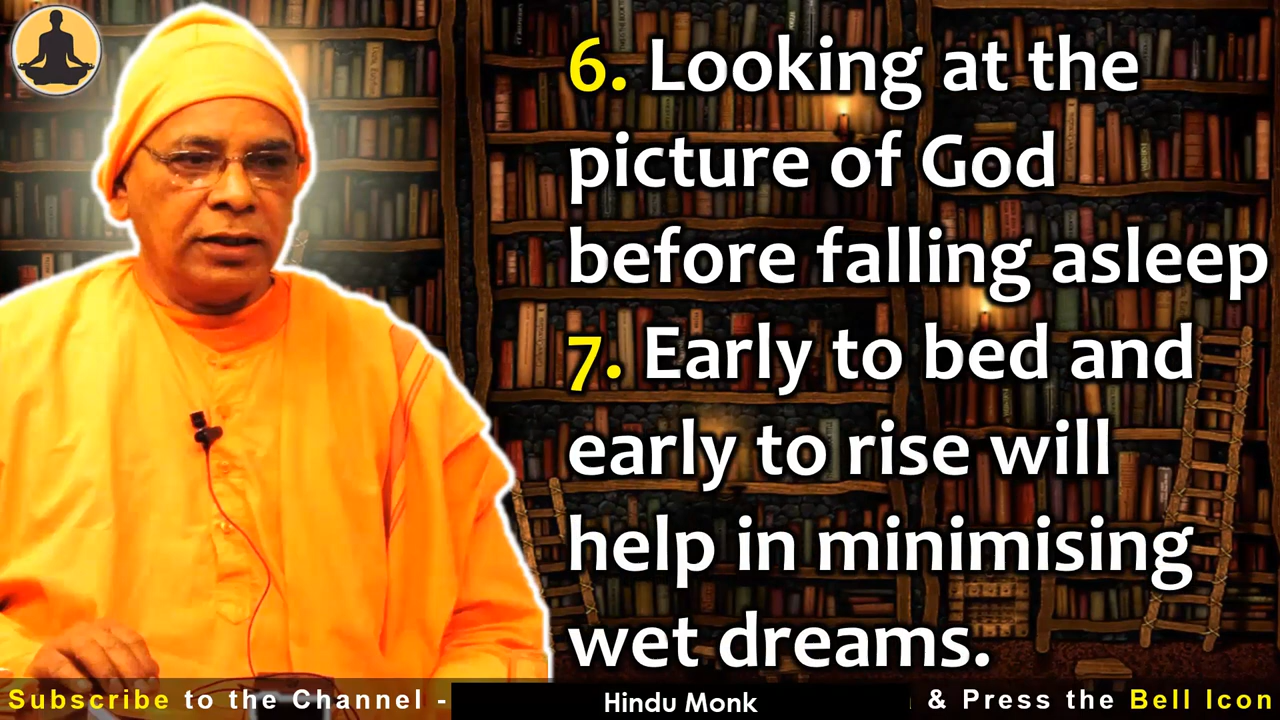 6. Looking at the
picture of God
before falling asleep
7. Early to bed and
early to rise will
help in minimising
wet dreams.
Subscribe to the Channel - Hindu Monk & Press the Bell Icon